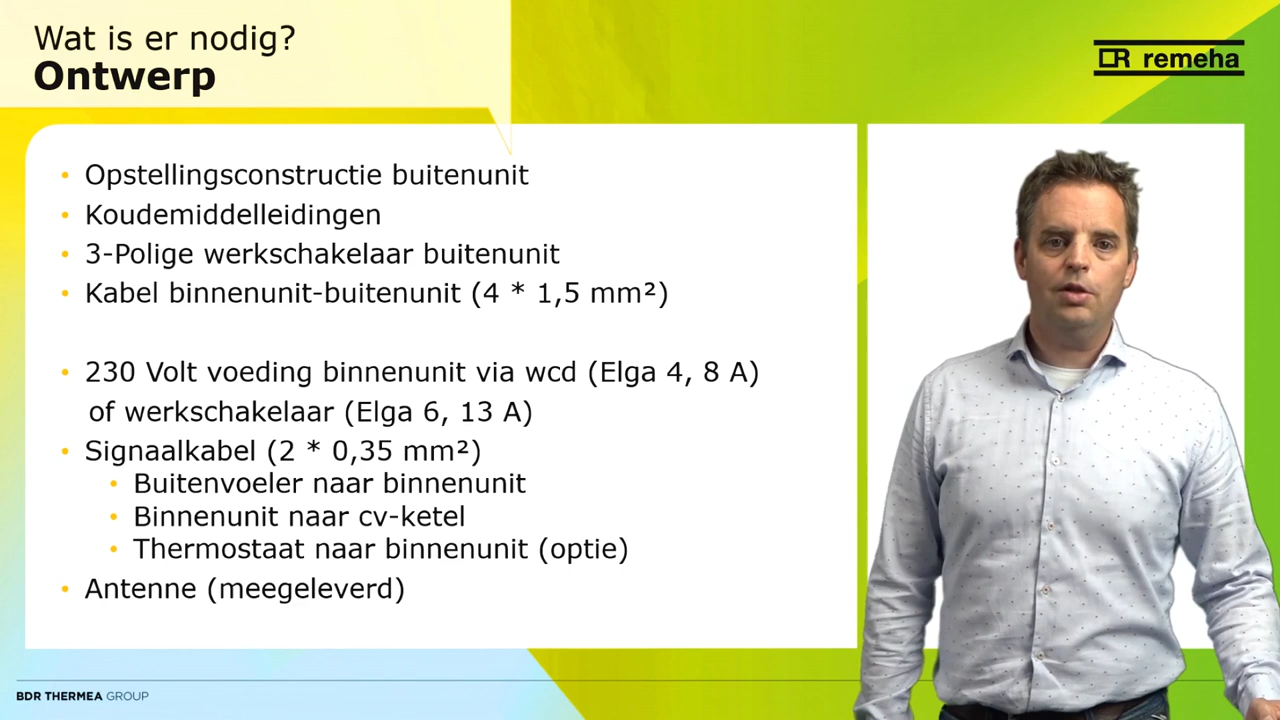 Wat is er nodig?
Ontwerp
remeha
• Opstellingsconstructie buitenunit
• Koudemiddelleidingen
• 3-Polige werkschakelaar buitenunit
• Kabel binnenunit-buitenunit (4 * 1,5 mm²)
• 230 Volt voeding binnenunit via wcd (Elga 4, 8 A)
of werkschakelaar (Elga 6, 13 A)
• Signaalkabel (2 * 0,35 mm²)
• Buitenvoeler naar binnenunit
• Binnenunit naar cv-ketel
• Thermostaat naar binnenunit (optie)
• Antenne (meegeleverd)
BDR THERMEA GROUP